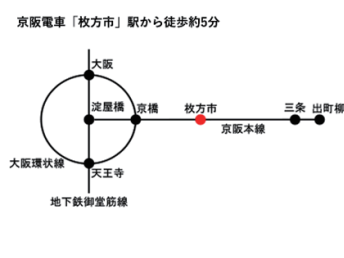 京阪電車「枚方市」駅から徒歩約5分
大阪
淀屋橋
京橋
枚方市
三条
出町柳
京阪本線
大阪環状線
天王寺
地下鉄御堂筋線